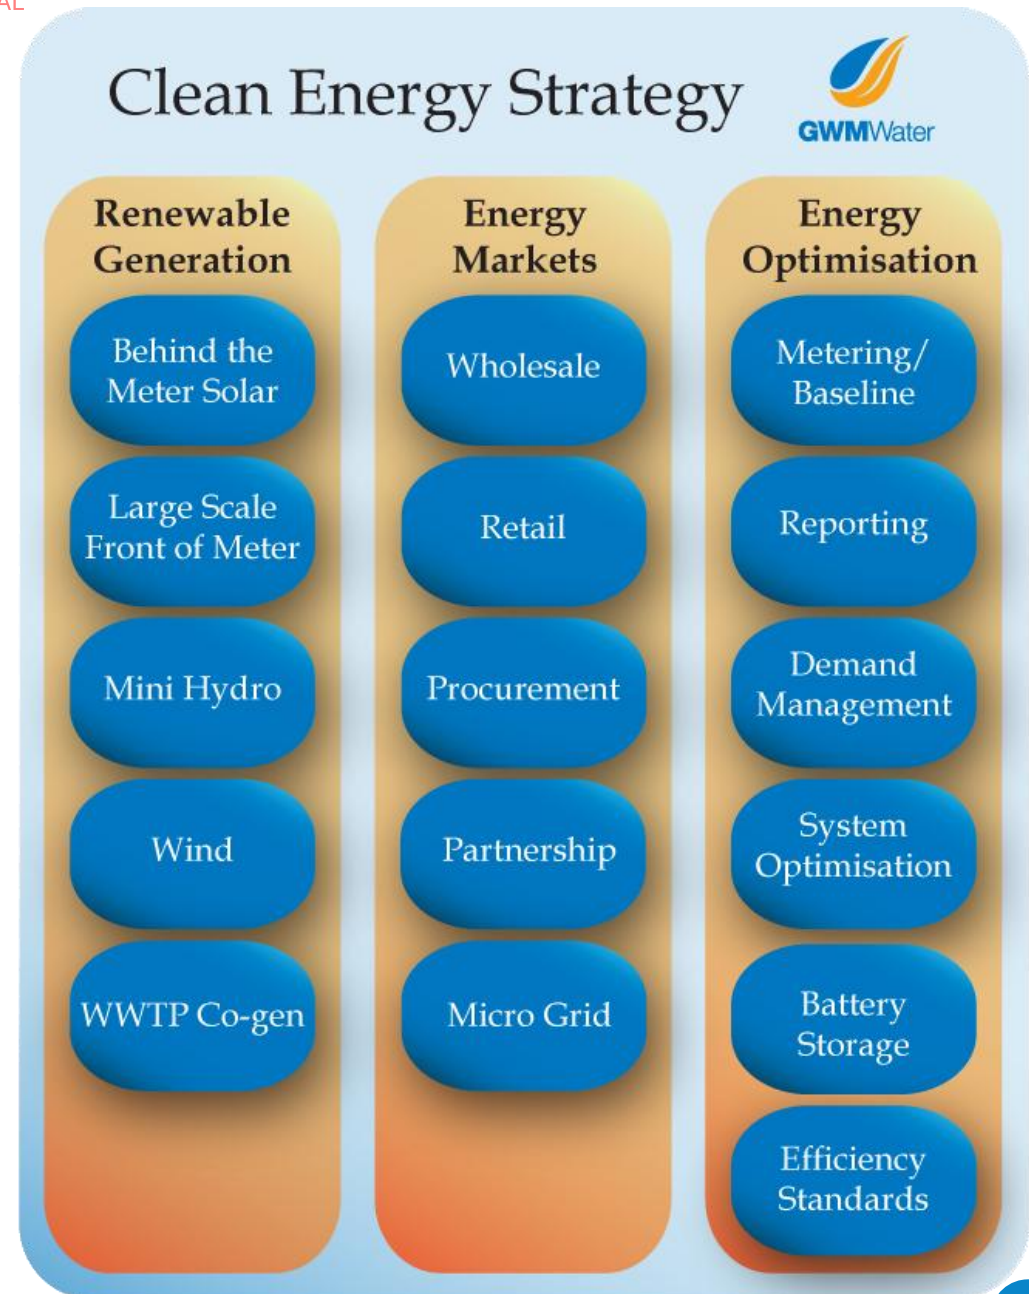 AL
Clean Energy Strategy
GWMWater
Renewable
Generation
Behind the
Meter Solar
Large Scale
Front of Meter
Mini Hydro
Wind
WWTP Co-gen
Energy
Markets
Wholesale
Retail
Procurement
Partnership
Micro Grid
Energy
Optimisation
Metering/
Baseline
Reporting
Demand
Management
System
Optimisation
Battery
Storage
Efficiency
Standards